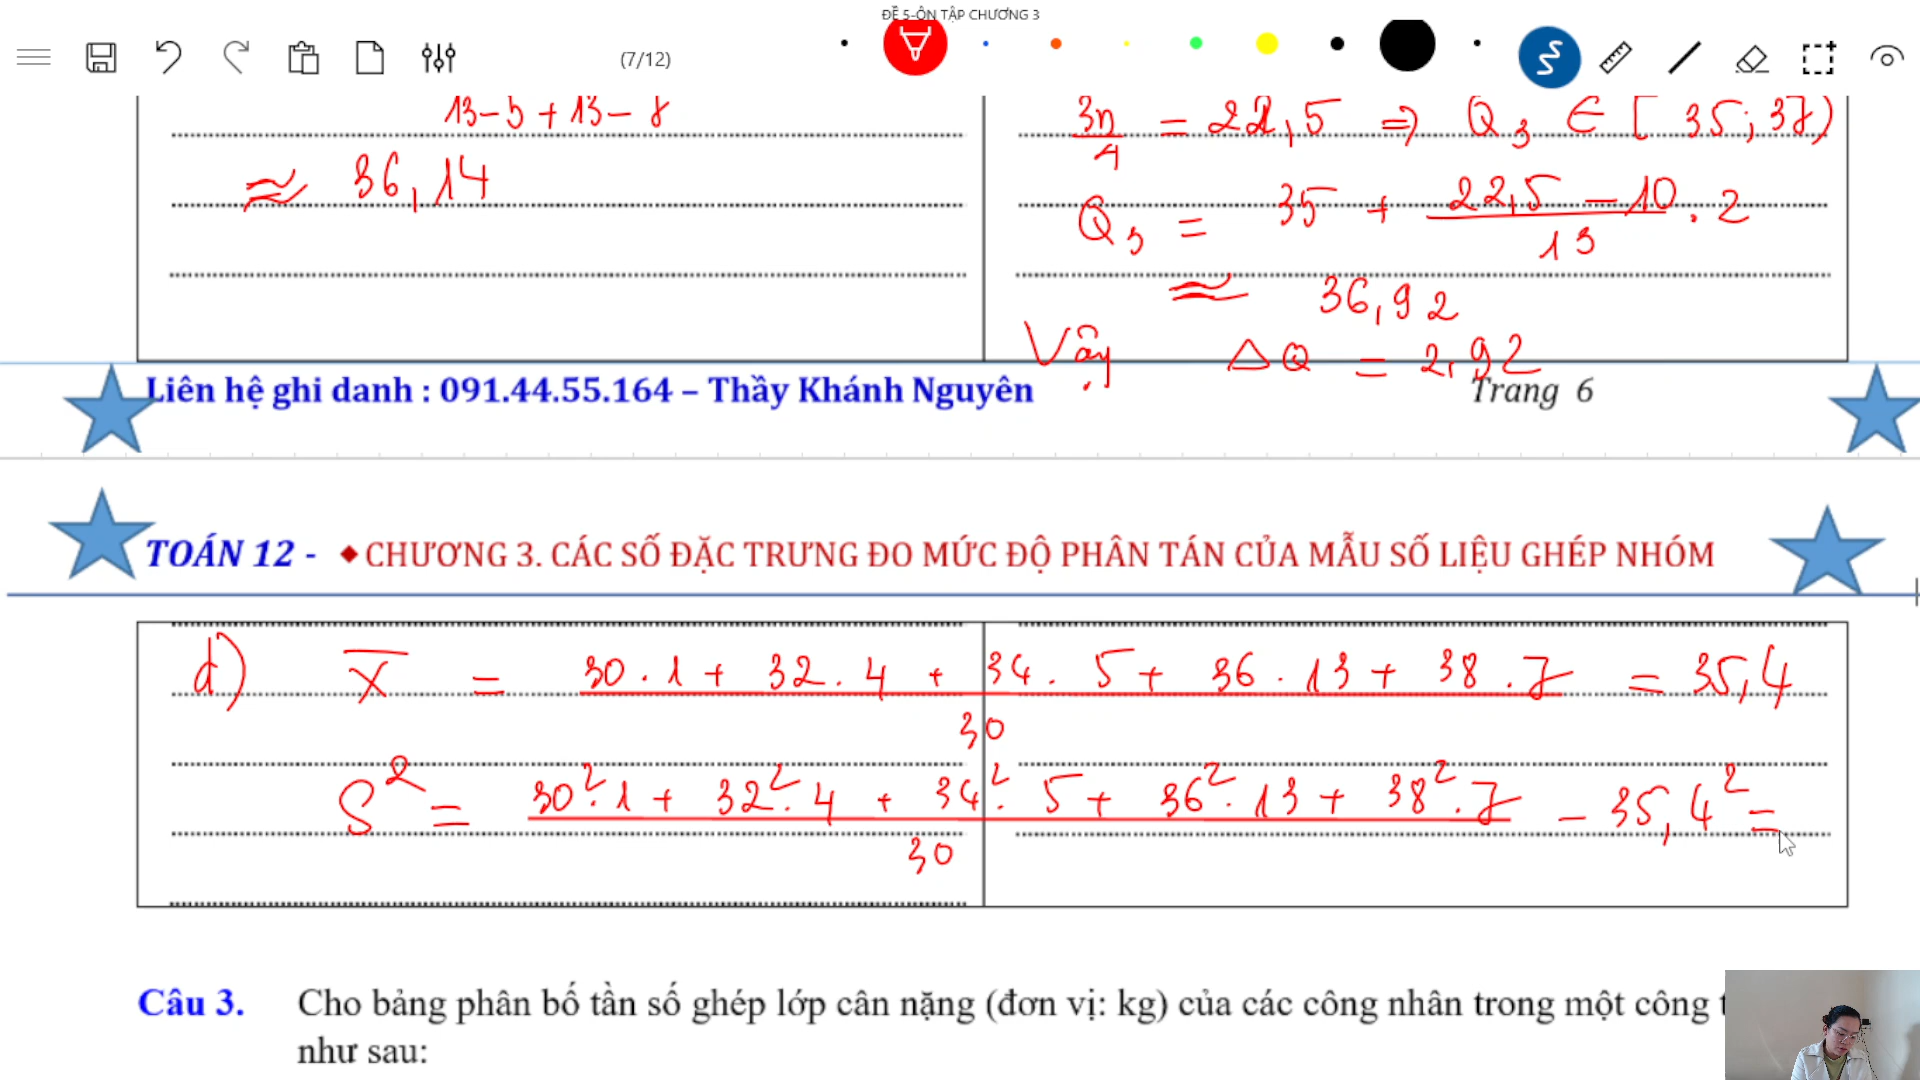 ĐỀ 5-ÔN TẬP CHƯƠNG 3
(7/12)
13-5+13-8
≈ 36,14
3n/4 = 22,5 ⇒ Q3 ∈ [35;37)
Q3 = 35 + (22,5 - 10)/13 . 2
≈ 36,92
Vậy ΔQ = 2,92
Liên hệ ghi danh : 091.44.55.164 – Thầy Khánh Nguyên
Trang 6
TOÁN 12 - ♦ CHƯƠNG 3. CÁC SỐ ĐẶC TRƯNG ĐO MỨC ĐỘ PHÂN TÁN CỦA MẪU SỐ LIỆU GHÉP NHÓM
d) x̄ = (30.1 + 32.4 + 34.5 + 36.13 + 38.7)/30 = 35,4
S² = (30².1 + 32².4 + 34².5 + 36².13 + 38².7)/30 - 35,4² =
Câu 3. Cho bảng phân bố tần số ghép lớp cân nặng (đơn vị: kg) của các công nhân trong một công
như sau: